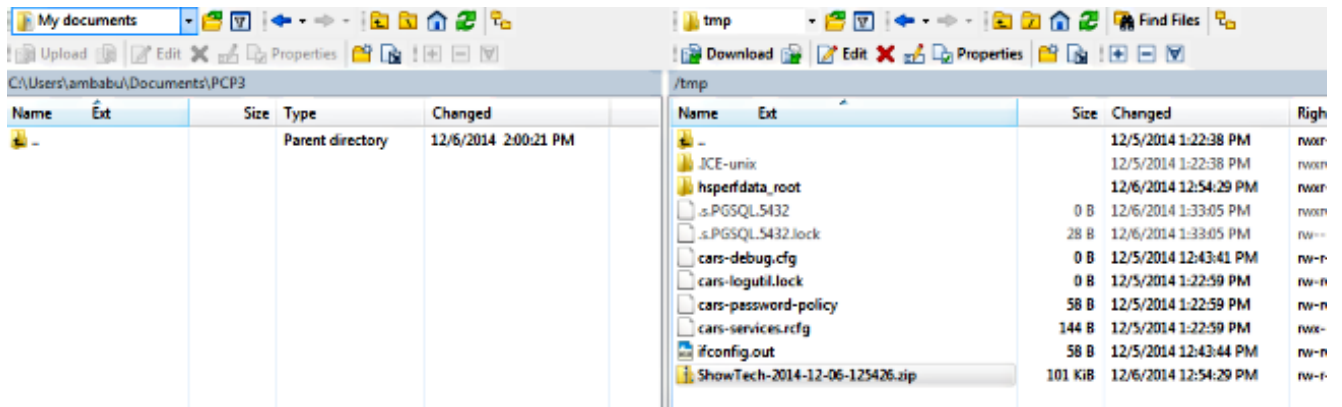 My documents
Upload Edit Properties
C:\Users\ambabu\Documents\PCP3
Name Ext Size Type Changed
.. Parent directory 12/6/2014 2:00:21 PM
tmp Find Files
Download Edit Properties
/tmp
Name Ext Size Changed Righ
.. 12/5/2014 1:22:38 PM
.ICE-unix 12/5/2014 1:22:38 PM
hsperfdata_root 12/6/2014 12:54:29 PM
.s.PGSQL.5432 0 B 12/6/2014 1:33:05 PM
.s.PGSQL.5432.lock 28 B 12/6/2014 1:33:05 PM rw--
cars-debug.cfg 0 B 12/5/2014 12:43:41 PM rw-r-
cars-logutil.lock 0 B 12/5/2014 1:22:59 PM
cars-password-policy 58 B 12/5/2014 1:22:59 PM
cars-services.rcfg 144 B 12/5/2014 1:22:59 PM rwx-
ifconfig.out 58 B 12/5/2014 12:43:44 PM
ShowTech-2014-12-06-125426.zip 101 KiB 12/6/2014 12:54:29 PM rw-r-